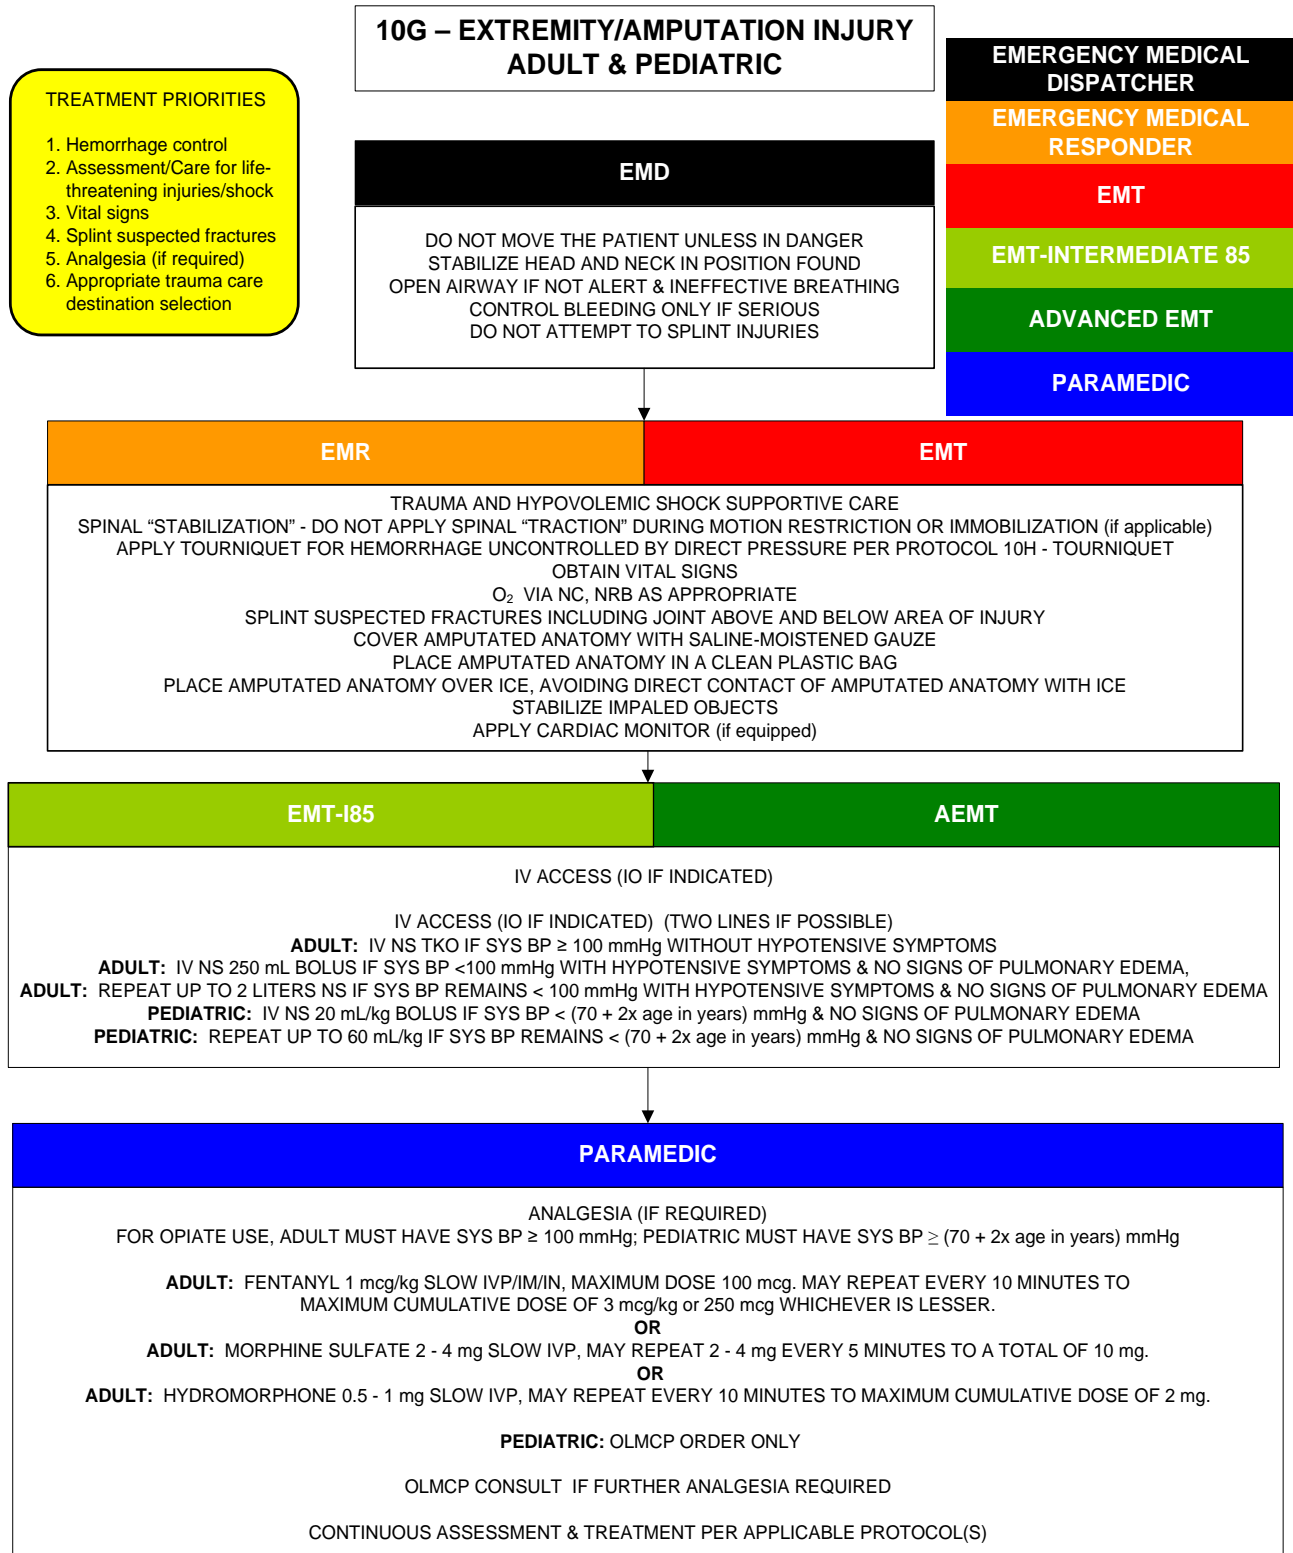 10G – EXTREMITY/AMPUTATION INJURY
ADULT & PEDIATRIC
TREATMENT PRIORITIES
1. Hemorrhage control
2. Assessment/Care for life-
threatening injuries/shock
3. Vital signs
4. Splint suspected fractures
5. Analgesia (if required)
6. Appropriate trauma care
destination selection
EMERGENCY MEDICAL
DISPATCHER
EMERGENCY MEDICAL
RESPONDER
EMT
EMT-INTERMEDIATE 85
ADVANCED EMT
PARAMEDIC
EMD
DO NOT MOVE THE PATIENT UNLESS IN DANGER
STABILIZE HEAD AND NECK IN POSITION FOUND
OPEN AIRWAY IF NOT ALERT & INEFFECTIVE BREATHING
CONTROL BLEEDING ONLY IF SERIOUS
DO NOT ATTEMPT TO SPLINT INJURIES
EMR
EMT
TRAUMA AND HYPOVOLEMIC SHOCK SUPPORTIVE CARE
SPINAL “STABILIZATION” - DO NOT APPLY SPINAL “TRACTION” DURING MOTION RESTRICTION OR IMMOBILIZATION (if applicable)
APPLY TOURNIQUET FOR HEMORRHAGE UNCONTROLLED BY DIRECT PRESSURE PER PROTOCOL 10H - TOURNIQUET
OBTAIN VITAL SIGNS
O₂ VIA NC, NRB AS APPROPRIATE
SPLINT SUSPECTED FRACTURES INCLUDING JOINT ABOVE AND BELOW AREA OF INJURY
COVER AMPUTATED ANATOMY WITH SALINE-MOISTENED GAUZE
PLACE AMPUTATED ANATOMY IN A CLEAN PLASTIC BAG
PLACE AMPUTATED ANATOMY OVER ICE, AVOIDING DIRECT CONTACT OF AMPUTATED ANATOMY WITH ICE
STABILIZE IMPALED OBJECTS
APPLY CARDIAC MONITOR (if equipped)
EMT-I85
AEMT
IV ACCESS (IO IF INDICATED)
IV ACCESS (IO IF INDICATED) (TWO LINES IF POSSIBLE)
ADULT: IV NS TKO IF SYS BP ≥ 100 mmHg WITHOUT HYPOTENSIVE SYMPTOMS
ADULT: IV NS 250 mL BOLUS IF SYS BP <100 mmHg WITH HYPOTENSIVE SYMPTOMS & NO SIGNS OF PULMONARY EDEMA,
ADULT: REPEAT UP TO 2 LITERS NS IF SYS BP REMAINS < 100 mmHg WITH HYPOTENSIVE SYMPTOMS & NO SIGNS OF PULMONARY EDEMA
PEDIATRIC: IV NS 20 mL/kg BOLUS IF SYS BP < (70 + 2x age in years) mmHg & NO SIGNS OF PULMONARY EDEMA
PEDIATRIC: REPEAT UP TO 60 mL/kg IF SYS BP REMAINS < (70 + 2x age in years) mmHg & NO SIGNS OF PULMONARY EDEMA
PARAMEDIC
ANALGESIA (IF REQUIRED)
FOR OPIATE USE, ADULT MUST HAVE SYS BP ≥ 100 mmHg; PEDIATRIC MUST HAVE SYS BP ≥ (70 + 2x age in years) mmHg
ADULT: FENTANYL 1 mcg/kg SLOW IVP/IM/IN, MAXIMUM DOSE 100 mcg. MAY REPEAT EVERY 10 MINUTES TO
MAXIMUM CUMULATIVE DOSE OF 3 mcg/kg or 250 mcg WHICHEVER IS LESSER.
OR
ADULT: MORPHINE SULFATE 2 - 4 mg SLOW IVP, MAY REPEAT 2 - 4 mg EVERY 5 MINUTES TO A TOTAL OF 10 mg.
OR
ADULT: HYDROMORPHONE 0.5 - 1 mg SLOW IVP, MAY REPEAT EVERY 10 MINUTES TO MAXIMUM CUMULATIVE DOSE OF 2 mg.
PEDIATRIC: OLMCP ORDER ONLY
OLMCP CONSULT IF FURTHER ANALGESIA REQUIRED
CONTINUOUS ASSESSMENT & TREATMENT PER APPLICABLE PROTOCOL(S)